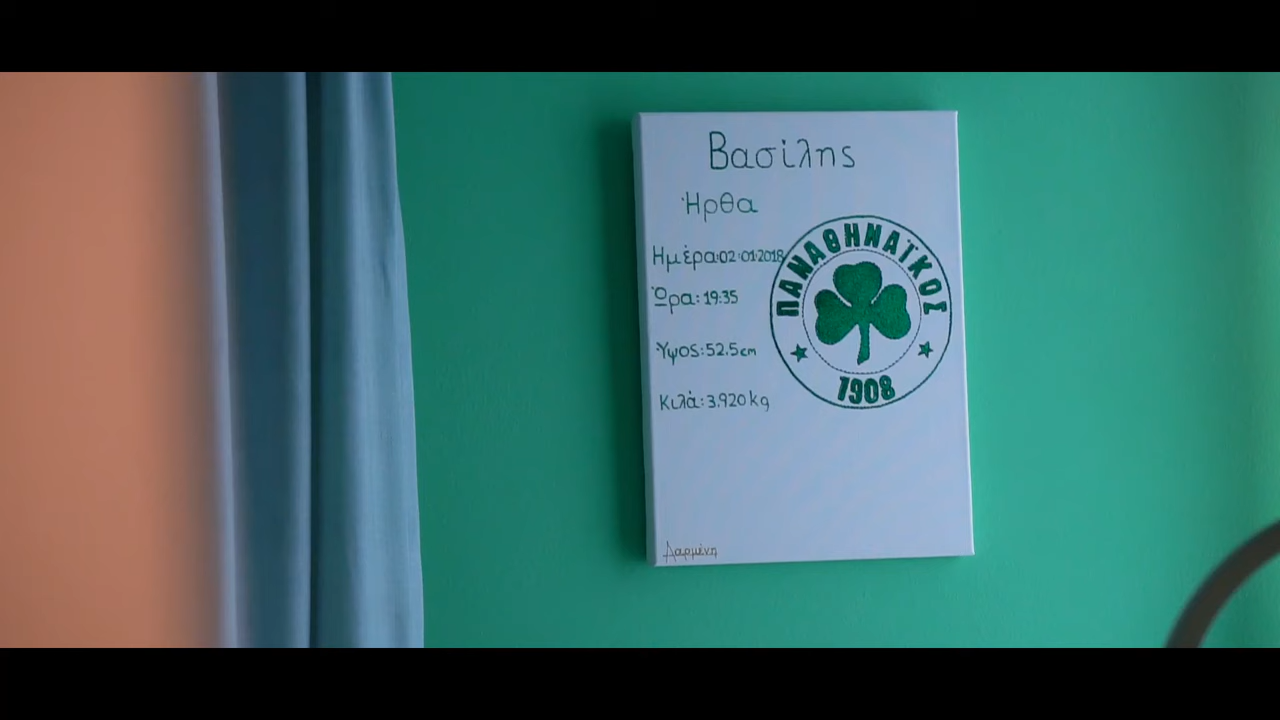 Βασίλης
Ήρθα
Ημέρα:02·01·2018
Ώρα: 19:35
Ύψος:52.5cm
Κιλά: 3.920kg
ΠΑΝΑΘΗΝΑΪΚΟΣ
1908